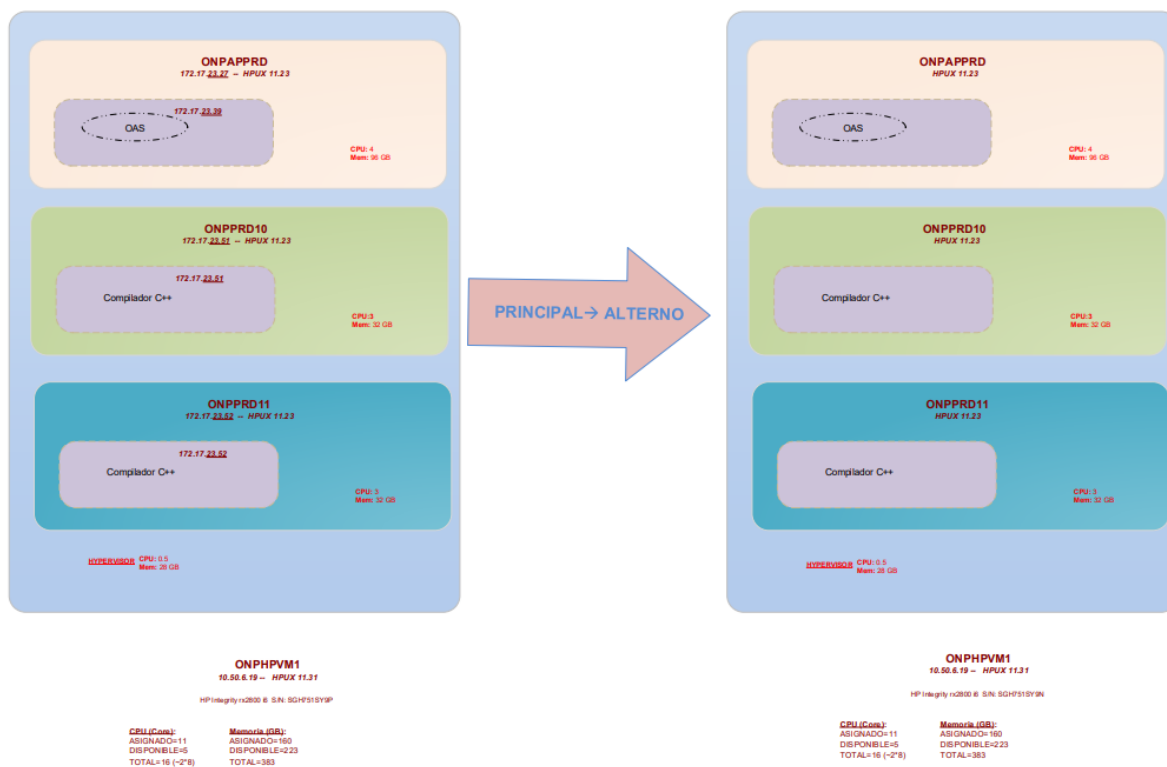 ONPAPPRD
172.17.23.27 -- HPUX 11.23
172.17.23.39
OAS
CPU: 4
Mem: 96 GB
ONPPRD10
172.17.23.51 -- HPUX 11.23
172.17.23.51
Compilador C++
CPU:3
Mem: 32 GB
ONPPRD11
172.17.23.52 -- HPUX 11.23
172.17.23.52
Compilador C++
CPU: 3
Mem: 32 GB
HYPERVISOR CPU: 0.5
Mem: 28 GB
ONPHPVM1
10.50.6.19 -- HPUX 11.31
HP Integrity rx2800 i6 S/N: SGH751SY9P
CPU (Core):
ASIGNADO=11
DISPONIBLE=5
TOTAL=16 (~2*8)
Memoria (GB):
ASIGNADO=160
DISPONIBLE=223
TOTAL=383
PRINCIPAL→ ALTERNO
ONPAPPRD
HPUX 11.23
OAS
CPU: 4
Mem: 96 GB
ONPPRD10
HPUX 11.23
Compilador C++
CPU:3
Mem: 32 GB
ONPPRD11
HPUX 11.23
Compilador C++
CPU: 3
Mem: 32 GB
HYPERVISOR CPU: 0.5
Mem: 28 GB
ONPHPVM1
10.50.6.19 -- HPUX 11.31
HP Integrity rx2800 i6 S/N: SGH751SY9N
CPU (Core):
ASIGNADO=11
DISPONIBLE=5
TOTAL=16 (~2*8)
Memoria (GB):
ASIGNADO=160
DISPONIBLE=223
TOTAL=383